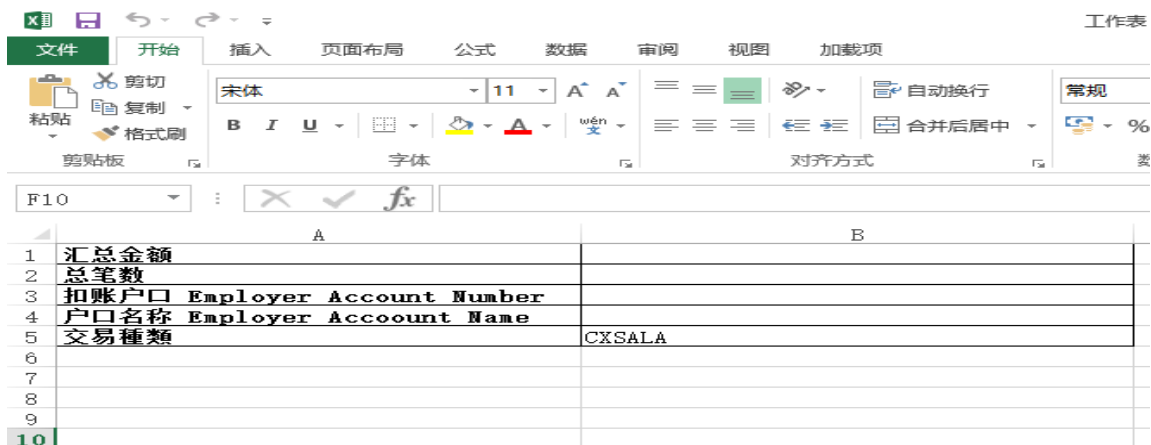 工作表
文件 开始 插入 页面布局 公式 数据 审阅 视图 加载项
剪切
复制
格式刷
粘贴
剪贴板
宋体 11 A A
B I U A wén 文
字体
自动换行
合并后居中
对齐方式
常规
%
数
F10 fx
A B
1 汇总金额
2 总笔数
3 扣账户口 Employer Account Number
4 户口名称 Employer Accoount Name
5 交易種類 CXSALA
6
7
8
9
10